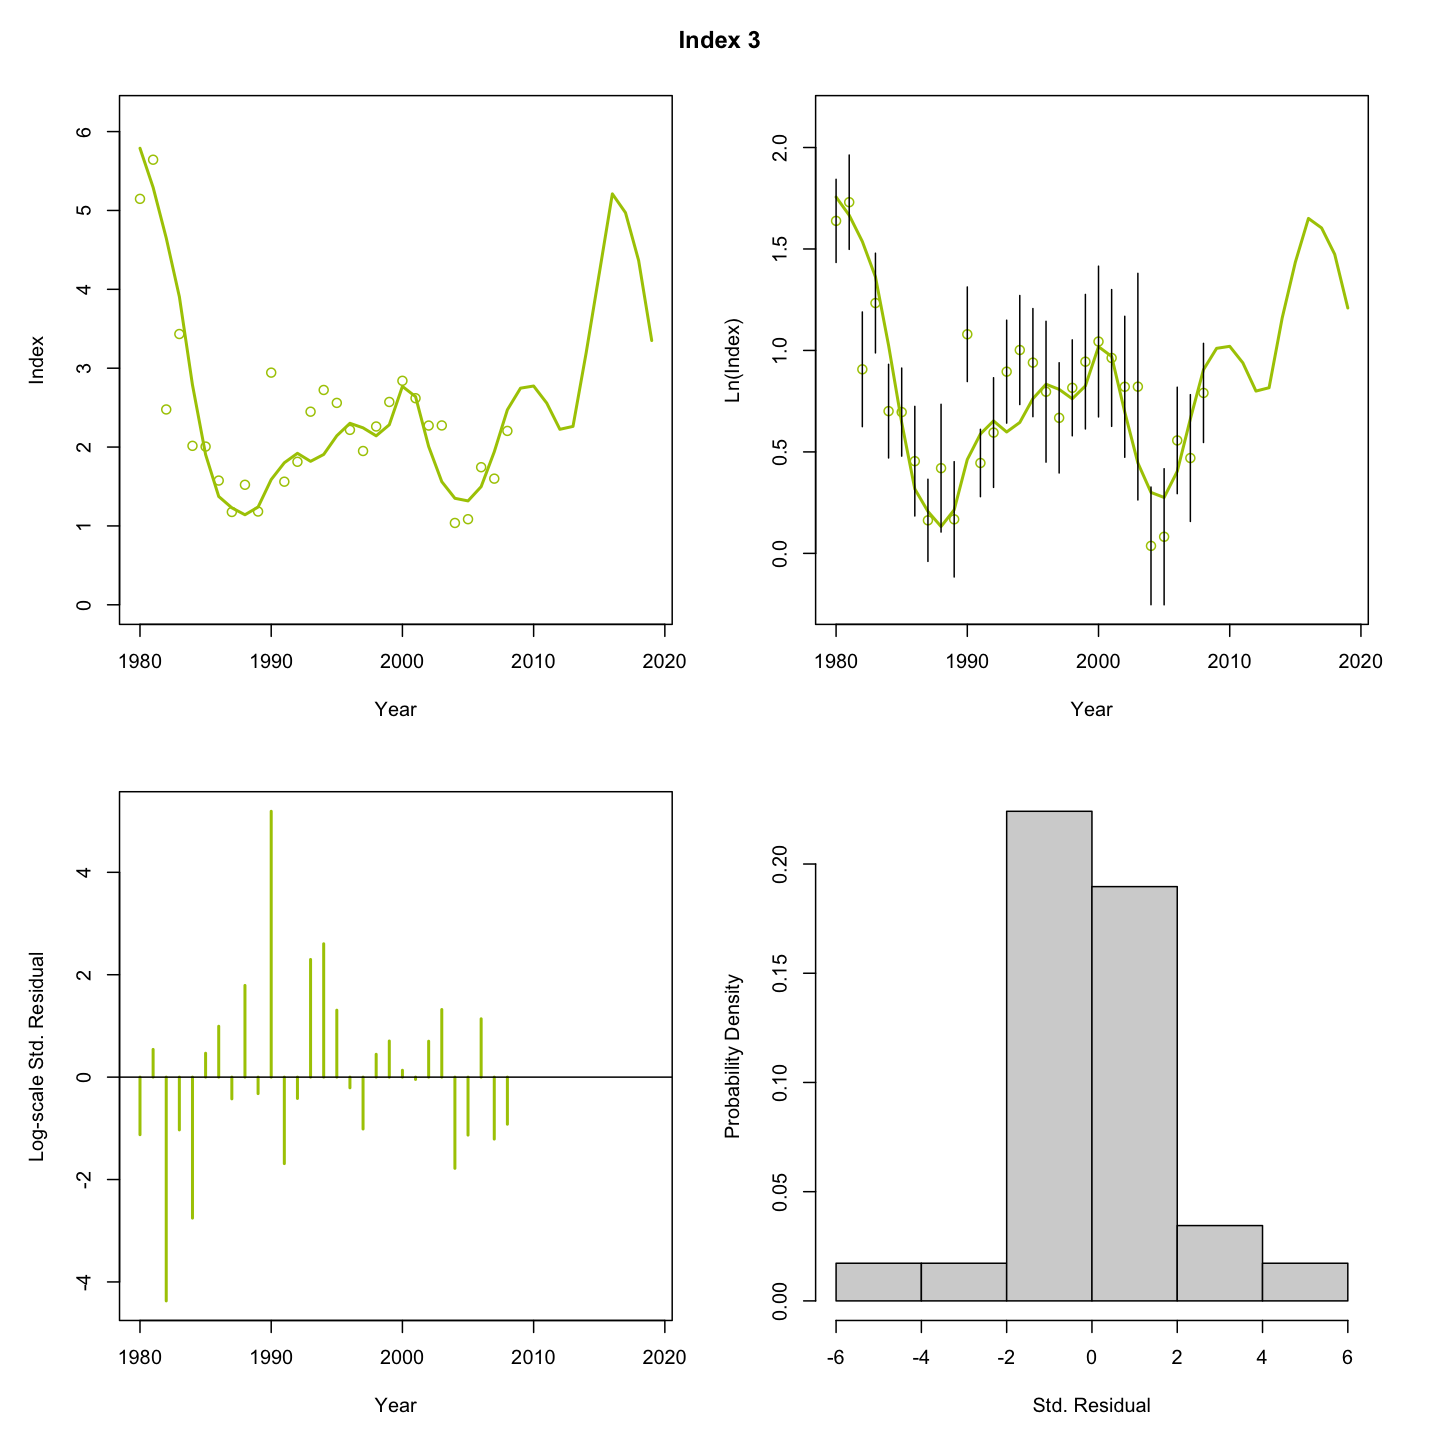 Index 3
6
5
4
3
2
1
0
Index
1980 1990 2000 2010 2020
Year
2.0
1.5
1.0
0.5
0.0
Ln(Index)
1980 1990 2000 2010 2020
Year
4
2
0
-2
-4
Log-scale Std. Residual
1980 1990 2000 2010 2020
Year
0.20
0.15
0.10
0.05
0.00
Probability Density
-6 -4 -2 0 2 4 6
Std. Residual